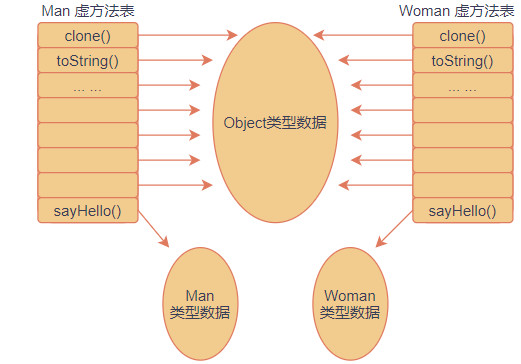 Man 虚方法表
clone()
toString()
... ...
sayHello()
Woman 虚方法表
clone()
toString()
... ...
sayHello()
Object类型数据
Man
类型数据
Woman
类型数据